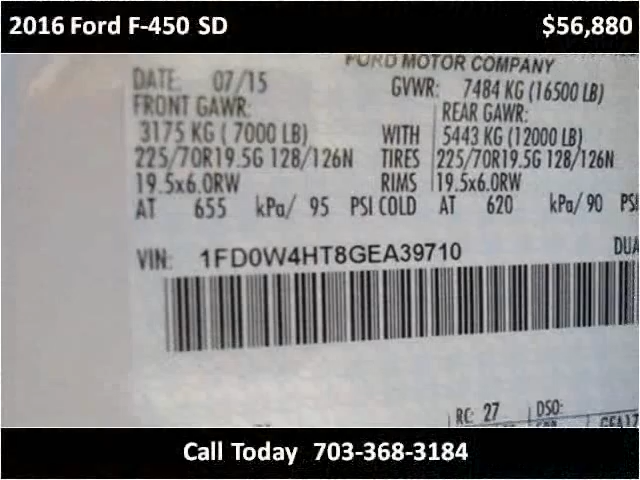 2016 Ford F-450 SD $56,880
FORD MOTOR COMPANY
DATE: 07/15 GVWR: 7484 KG (16500 LB)
FRONT GAWR: REAR GAWR:
3175 KG ( 7000 LB) WITH 5443 KG (12000 LB)
225/70R19.5G 128/126N TIRES 225/70R19.5G 128/126N
19.5x6.0RW RIMS 19.5x6.0RW
AT 655 kPa/ 95 PSI COLD AT 620 kPa/ 90 PSI
VIN: 1FD0W4HT8GEA39710 DUA
RC: 27 DSO:
Call Today 703-368-3184